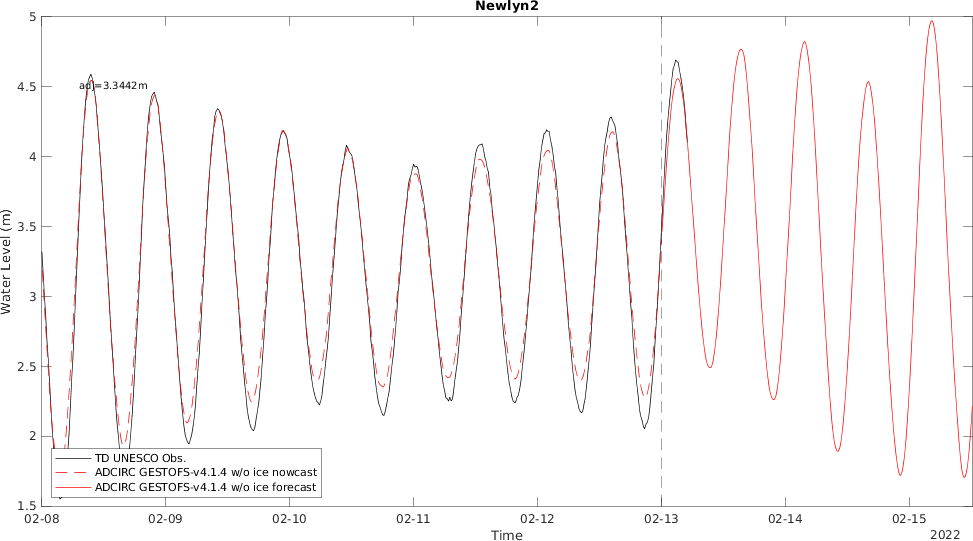 Newlyn2
5
4.5
4
3.5
3
2.5
2
1.5
Water Level (m)
adj=3.3442m
TD UNESCO Obs.
ADCIRC GESTOFS-v4.1.4 w/o ice nowcast
ADCIRC GESTOFS-v4.1.4 w/o ice forecast
02-08 02-09 02-10 02-11 02-12 02-13 02-14 02-15
Time
2022